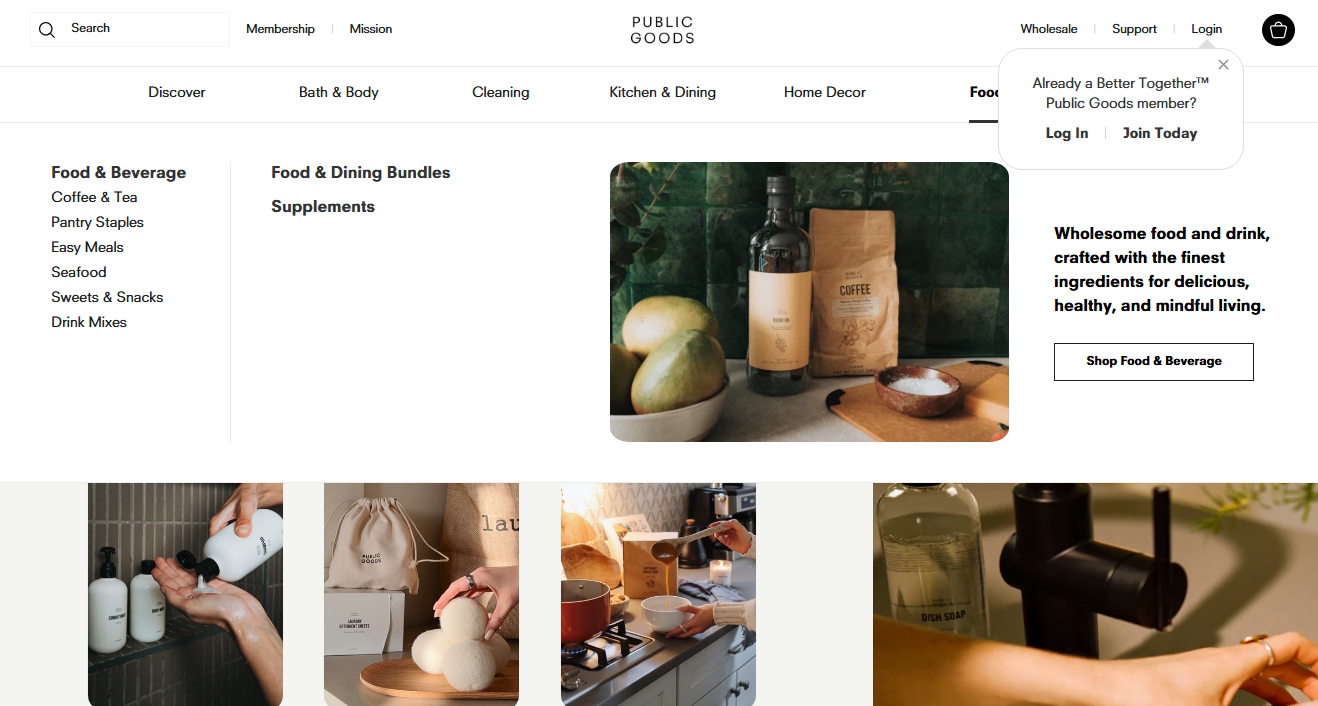 Search
Membership
Mission
PUBLIC
GOODS
Wholesale
Support
Login
Discover
Bath & Body
Cleaning
Kitchen & Dining
Home Decor
Food
Already a Better Together™
Public Goods member?
Log In
Join Today
Food & Beverage
Coffee & Tea
Pantry Staples
Easy Meals
Seafood
Sweets & Snacks
Drink Mixes
Food & Dining Bundles
Supplements
COFFEE
Wholesome food and drink,
crafted with the finest
ingredients for delicious,
healthy, and mindful living.
Shop Food & Beverage
lau
PUBLIC
GOODS
LAUNDRY
DETERGENT SHEETS
DISH SOAP